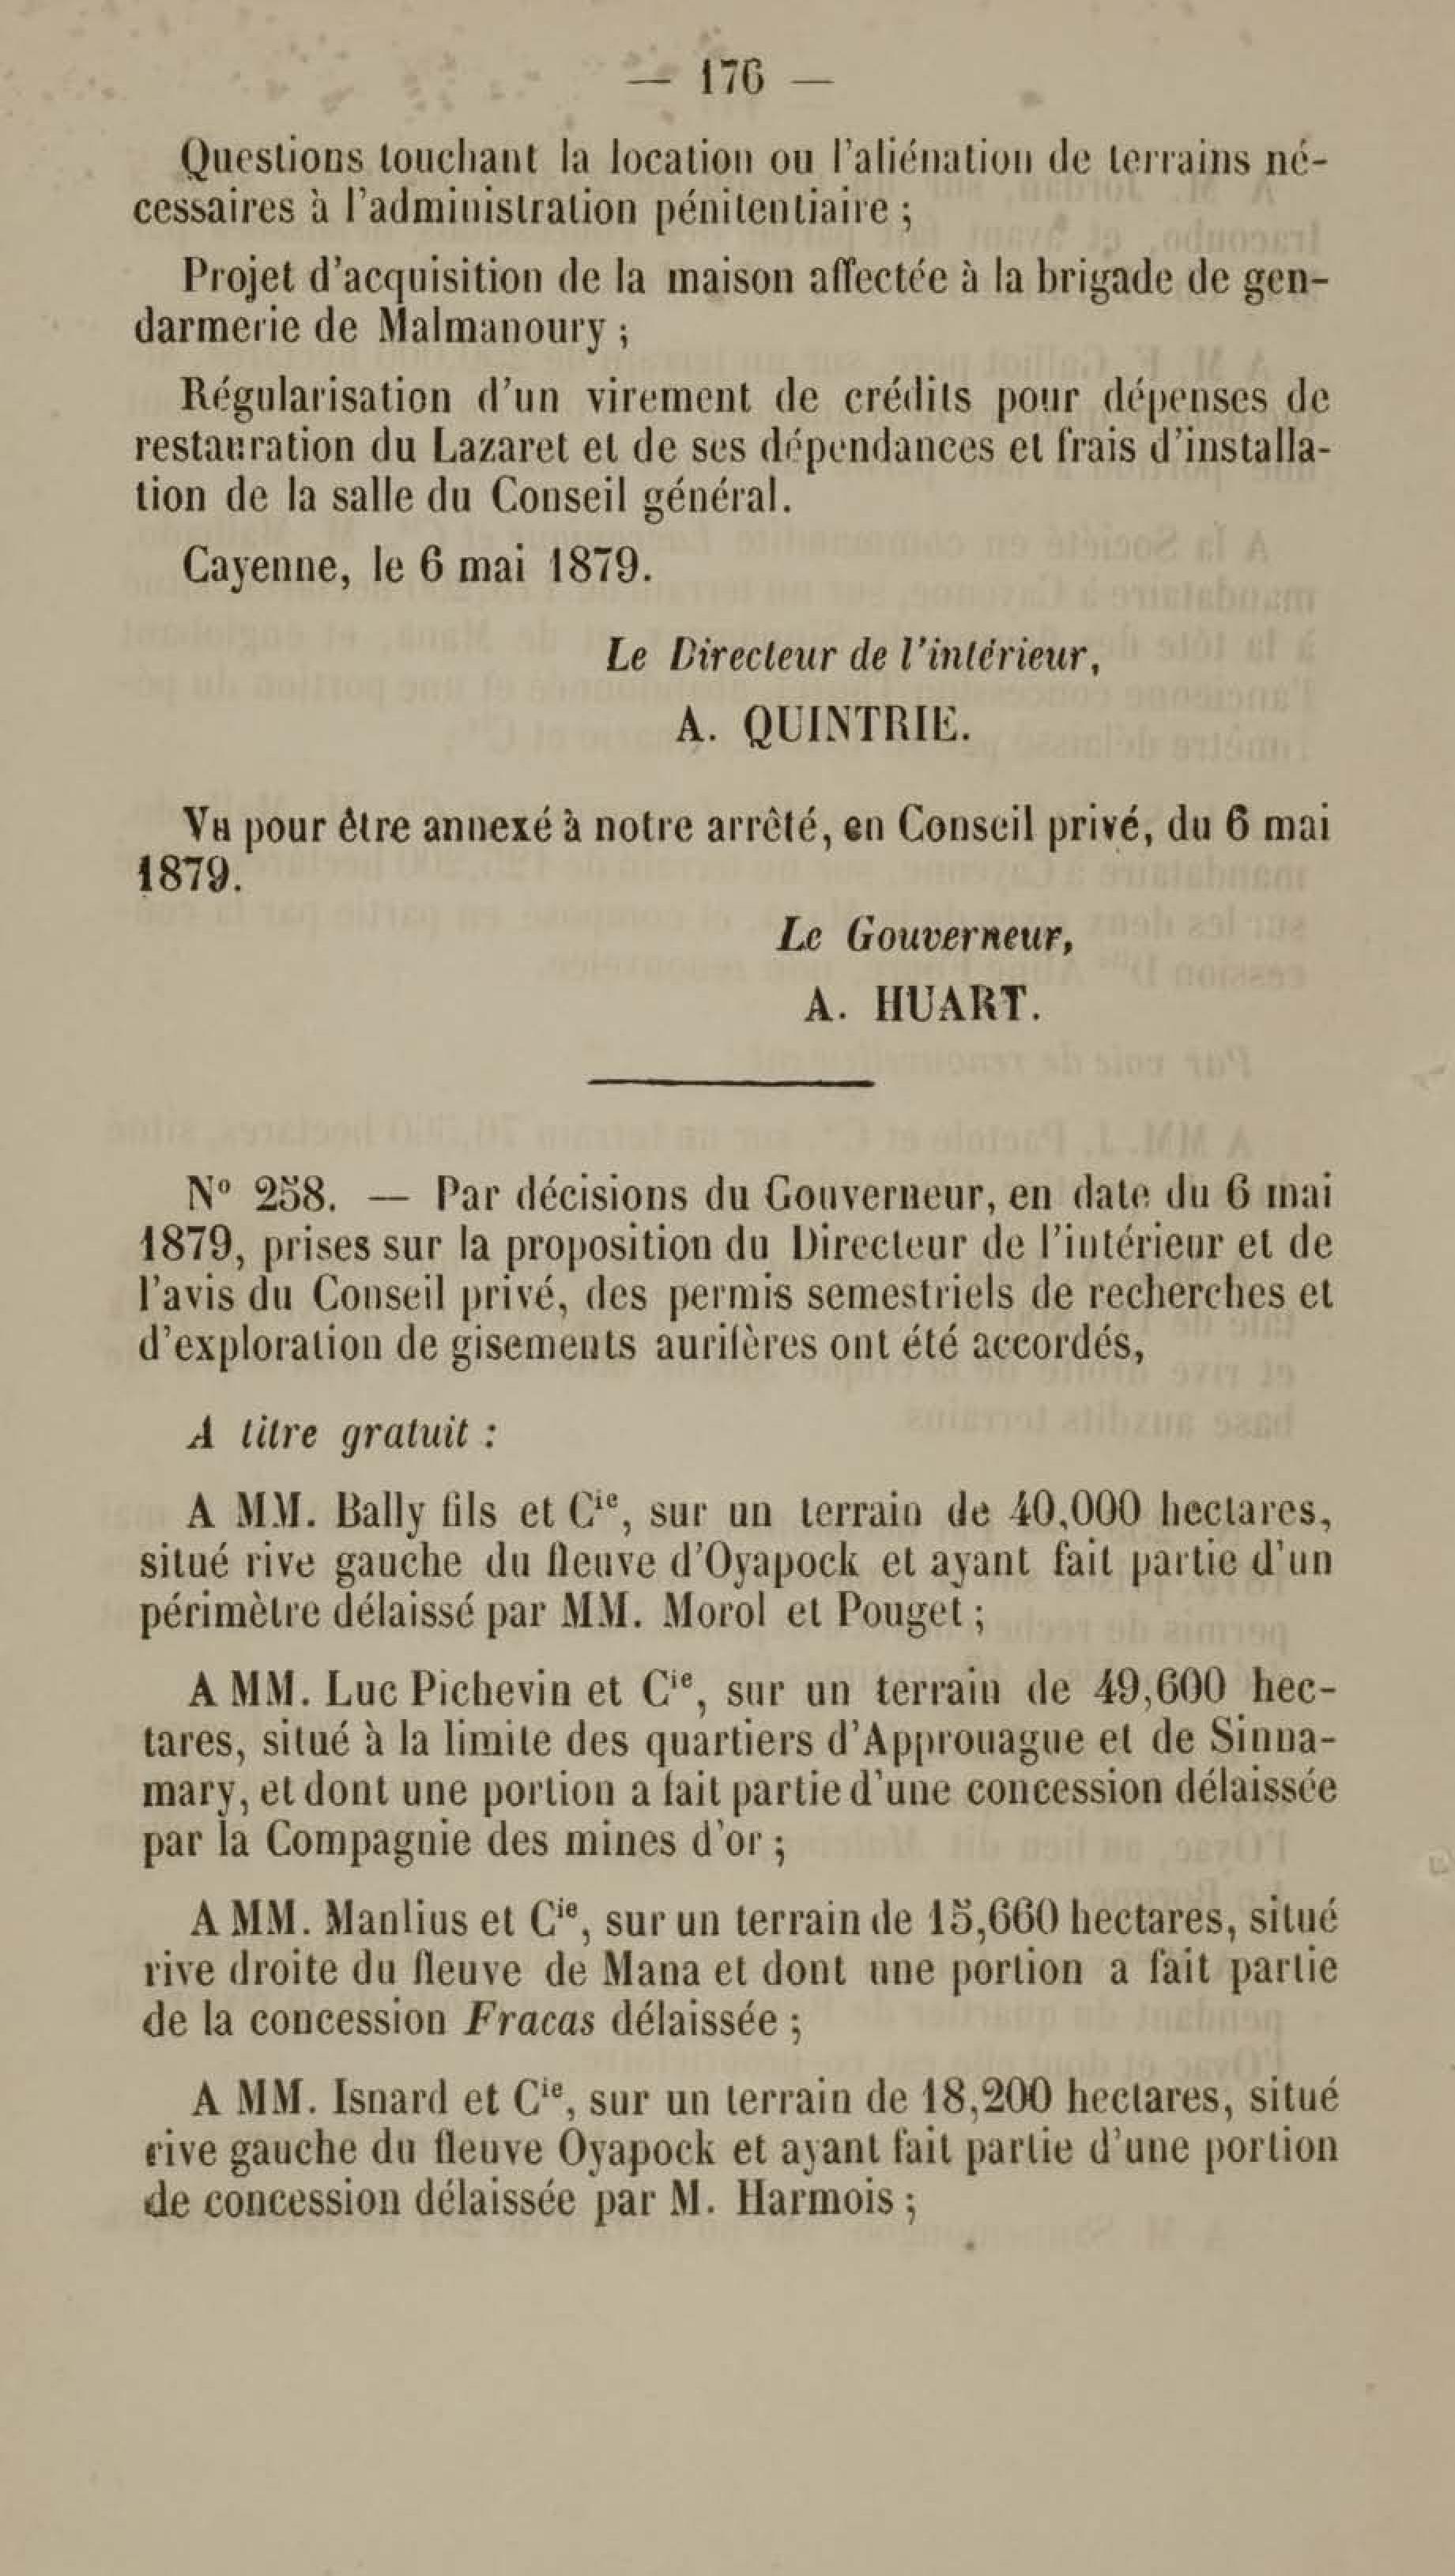 — 176 —
Questions touchant la location ou l'aliénation de terrains né-
cessaires à l'administration pénitentiaire ;
Projet d'acquisition de la maison affectée à la brigade de gen-
darmerie de Malmanoury ;
Régularisation d'un virement de crédits pour dépenses de
restauration du Lazaret et de ses dépendances et frais d'installa-
tion de la salle du Conseil général.
Cayenne, le 6 mai 1879.
Le Directeur de l'intérieur,
A. QUINTRIE.
Vu pour être annexé à notre arrêté, en Conseil privé, du 6 mai
1879.
Le Gouverneur,
A. HUART.
N° 258. — Par décisions du Gouverneur, en date du 6 mai
1879, prises sur la proposition du Directeur de l'intérieur et de
l'avis du Conseil privé, des permis semestriels de recherches et
d'exploration de gisements aurifères ont été accordés,
A titre gratuit :
A MM. Bally fils et Cie, sur un terrain de 40,000 hectares,
situé rive gauche du fleuve d'Oyapock et ayant fait partie d'un
périmètre délaissé par MM. Morol et Pouget ;
A MM. Luc Pichevin et Cie, sur un terrain de 49,600 hec-
tares, situé à la limite des quartiers d'Approuague et de Sinna-
mary, et dont une portion a fait partie d'une concession délaissée
par la Compagnie des mines d'or ;
A MM. Manlius et Cie, sur un terrain de 15,660 hectares, situé
rive droite du fleuve de Mana et dont une portion a fait partie
de la concession Fracas délaissée ;
A MM. Isnard et Cie, sur un terrain de 18,200 hectares, situé
rive gauche du fleuve Oyapock et ayant fait partie d'une portion
de concession délaissée par M. Harmois ;